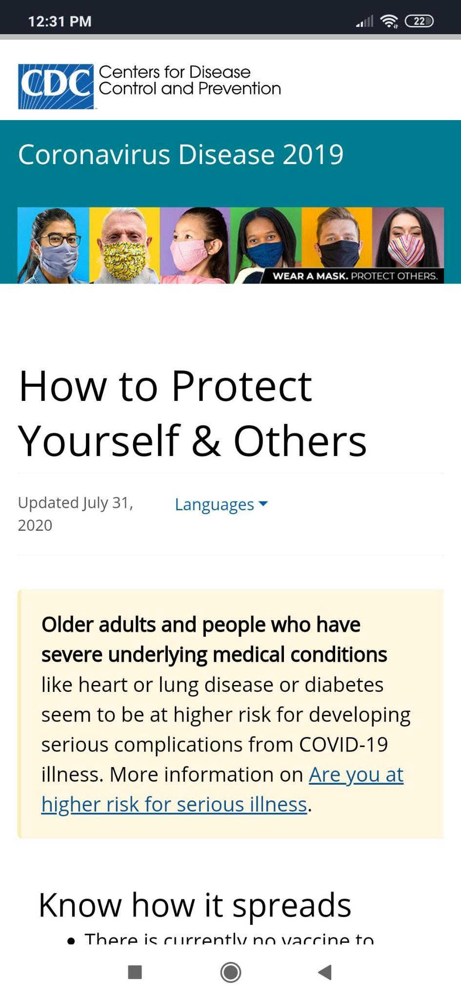 12:31 PM
22
CDC
Centers for Disease
Control and Prevention
Coronavirus Disease 2019
WEAR A MASK. PROTECT OTHERS.
How to Protect
Yourself & Others
Updated July 31,
2020
Languages
Older adults and people who have
severe underlying medical conditions
like heart or lung disease or diabetes
seem to be at higher risk for developing
serious complications from COVID-19
illness. More information on Are you at
higher risk for serious illness.
Know how it spreads
• There is currently no vaccine to